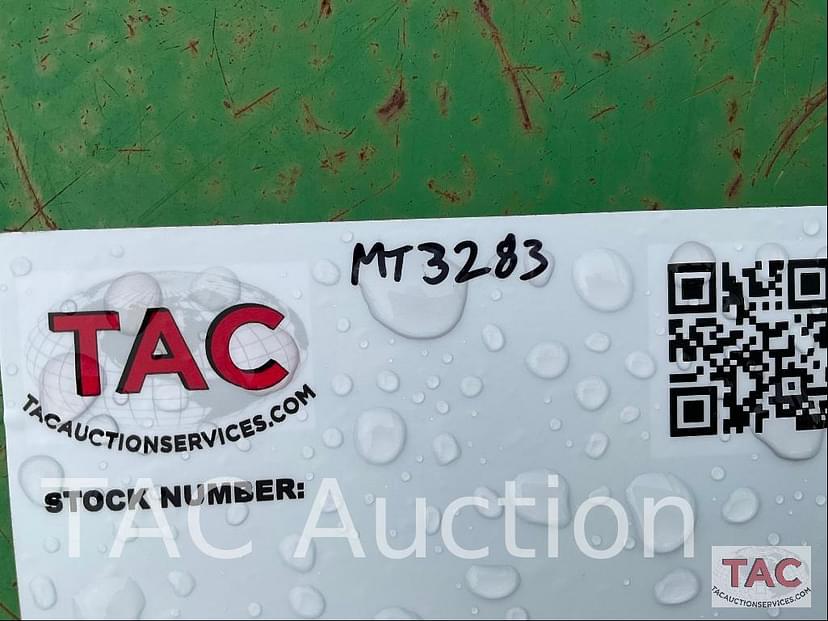 MT3283
TAC
TACAUCTIONSERVICES.COM
STOCK NUMBER:
TAC Auction
TAC
TACAUCTIONSERVICES.COM